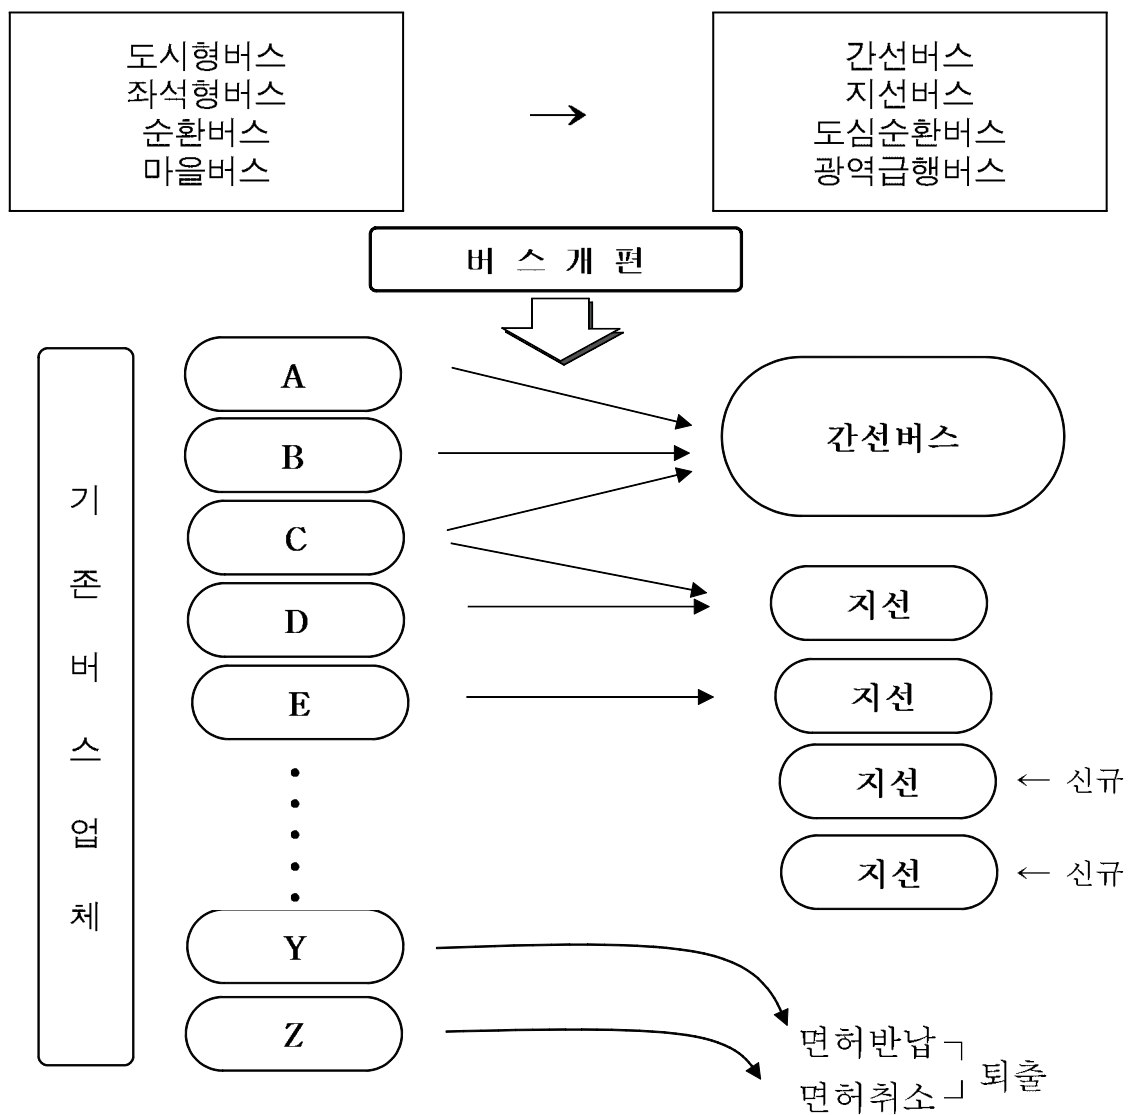 도시형버스
좌석형버스
순환버스
마을버스
→
간선버스
지선버스
도심순환버스
광역급행버스
버 스 개 편
기존버스업체
A
B
C
D
E
Y
Z
간선버스
지선
지선
지선 ← 신규
지선 ← 신규
면허반납
면허취소
퇴출